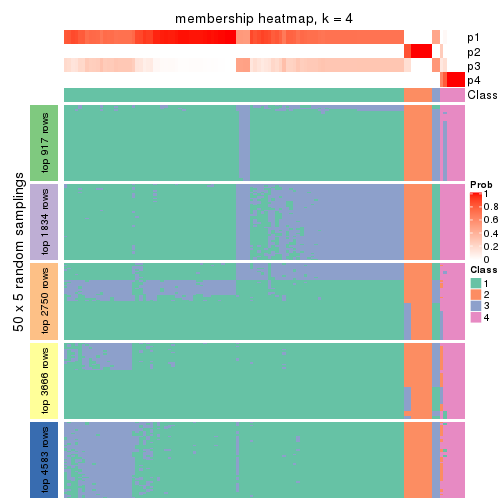 membership heatmap, k = 4
p1
p2
p3
p4
Class
50 x 5 random samplings
top 917 rows
top 1834 rows
top 2750 rows
top 3666 rows
top 4583 rows
Prob
1
0.8
0.6
0.4
0.2
0
Class
1
2
3
4